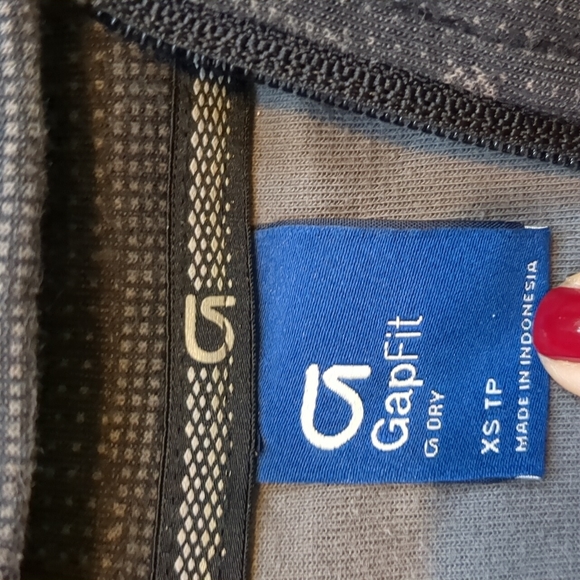 GapFit
G DRY
XS TP
MADE IN INDONESIA